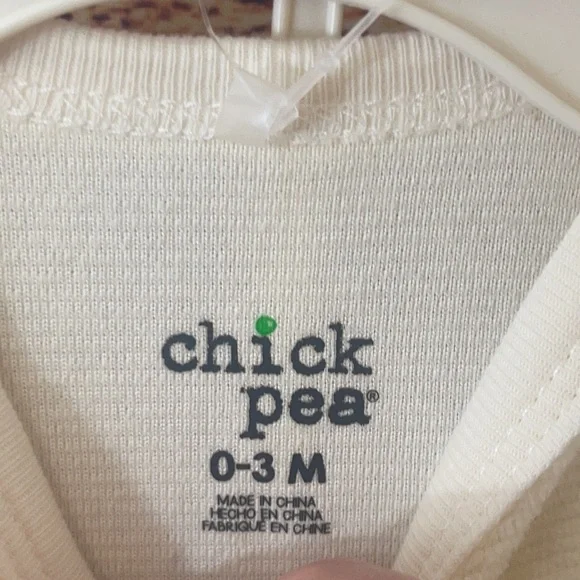 chick
pea®
0-3 M
MADE IN CHINA
HECHO EN CHINA
FABRIQUÉ EN CHINE